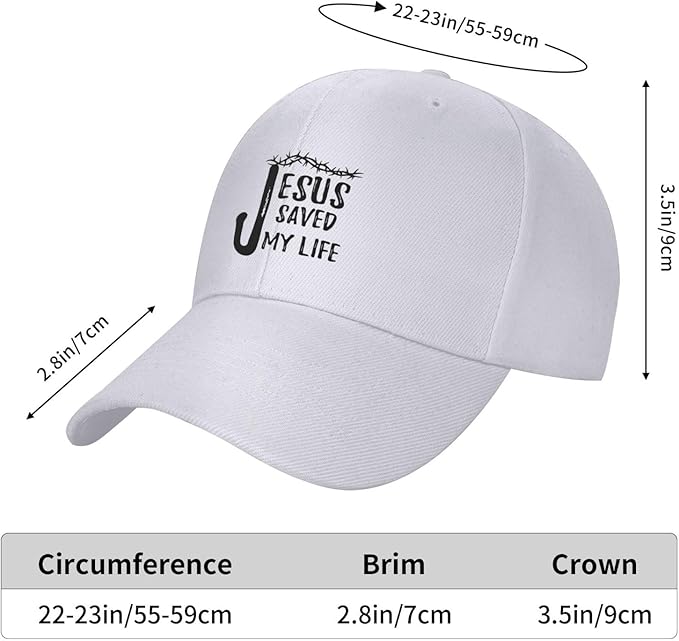 22-23in/55-59cm
JESUS
SAVED
MY LIFE
3.5in/9cm
2.8in/7cm
Circumference Brim Crown
22-23in/55-59cm 2.8in/7cm 3.5in/9cm